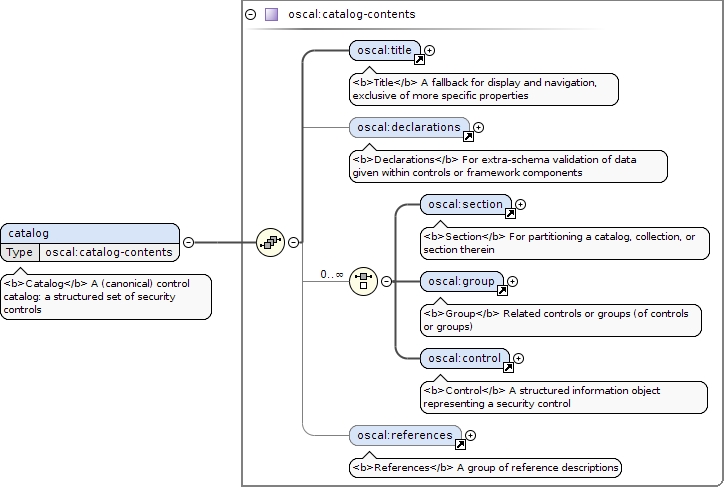 oscal:catalog-contents
oscal:title
<b>Title</b> A fallback for display and navigation,
exclusive of more specific properties
oscal:declarations
<b>Declarations</b> For extra-schema validation of data
given within controls or framework components
oscal:section
<b>Section</b> For partitioning a catalog, collection, or
section therein
catalog
Type oscal:catalog-contents
<b>Catalog</b> A (canonical) control
catalog: a structured set of security
controls
0..∞
oscal:group
<b>Group</b> Related controls or groups (of controls
or groups)
oscal:control
<b>Control</b> A structured information object
representing a security control
oscal:references
<b>References</b> A group of reference descriptions